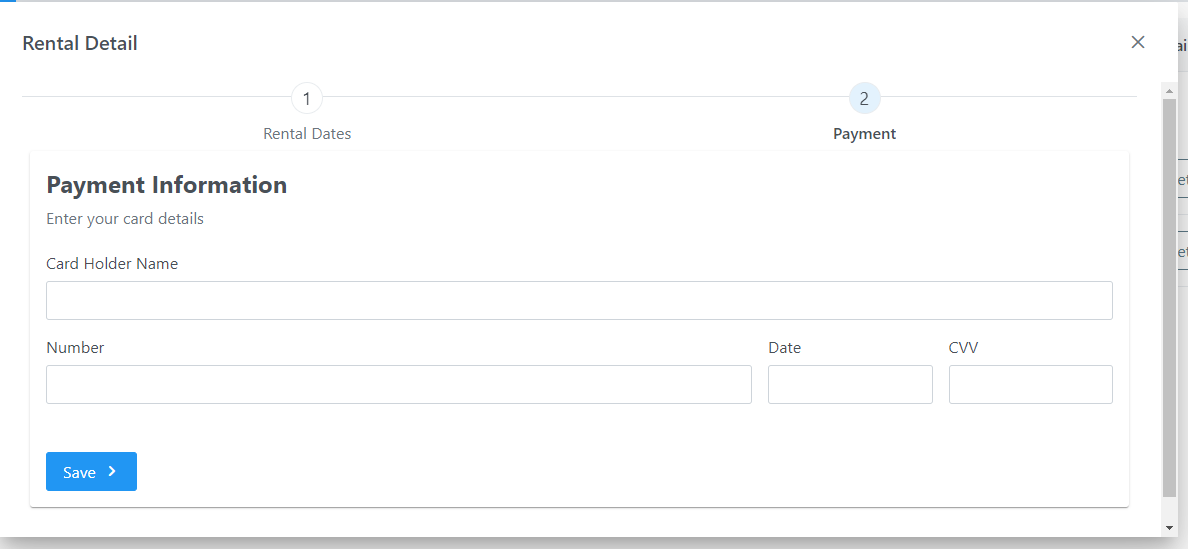 Rental Detail
1
2
Rental Dates
Payment
Payment Information
Enter your card details
Card Holder Name
Number
Date
CVV
Save